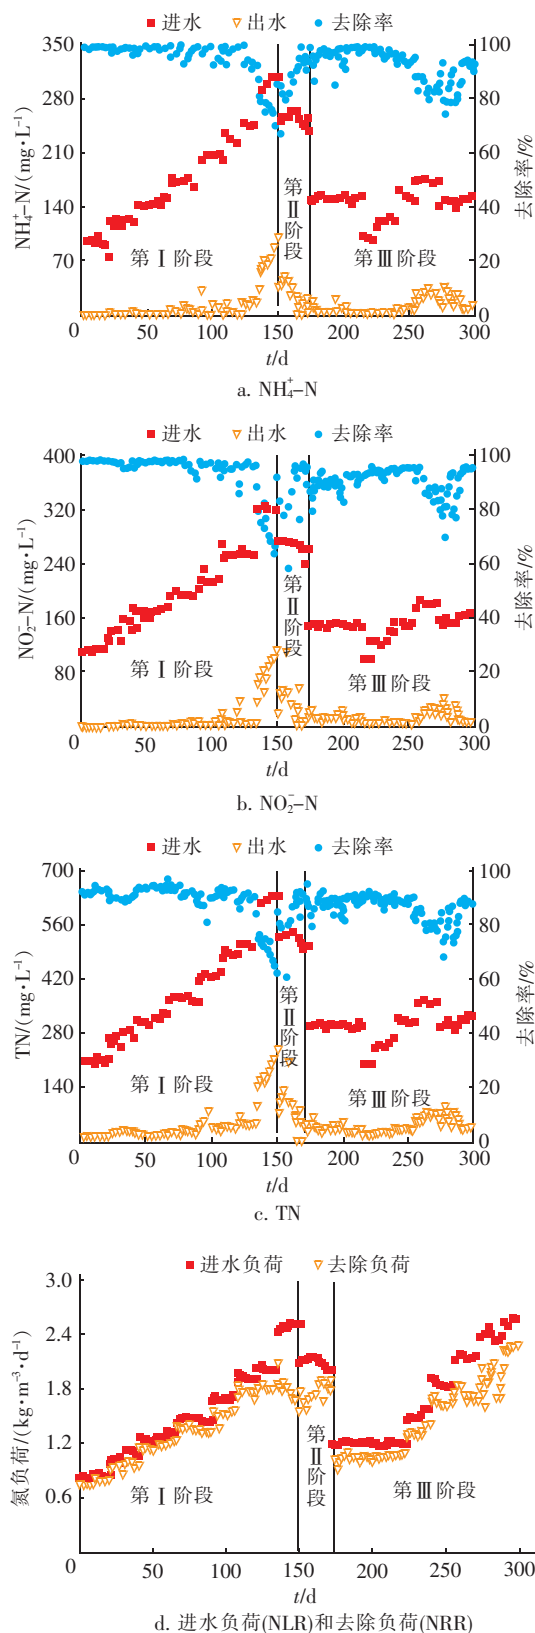 进水 出水 去除率
350 280 210 140 70
NH₄⁺-N/(mg·L⁻¹)
100 80 60 40 20 0
去除率/%
第Ⅰ阶段 第Ⅱ阶段 第Ⅲ阶段
0 50 100 150 200 250 300
t/d
a. NH₄⁺-N
进水 出水 去除率
400 320 240 160 80
NO₂⁻-N/(mg·L⁻¹)
100 80 60 40 20 0
去除率/%
第Ⅰ阶段 第Ⅱ阶段 第Ⅲ阶段
0 50 100 150 200 250 300
t/d
b. NO₂⁻-N
进水 出水 去除率
700 560 420 280 140
TN/(mg·L⁻¹)
100 80 60 40 20 0
去除率/%
第Ⅰ阶段 第Ⅱ阶段 第Ⅲ阶段
0 50 100 150 200 250 300
t/d
c. TN
进水负荷 去除负荷
3.0 2.4 1.8 1.2 0.6
氮负荷/(kg·m⁻³·d⁻¹)
第Ⅰ阶段 第Ⅱ阶段 第Ⅲ阶段
0 50 100 150 200 250 300
t/d
d. 进水负荷(NLR)和去除负荷(NRR)